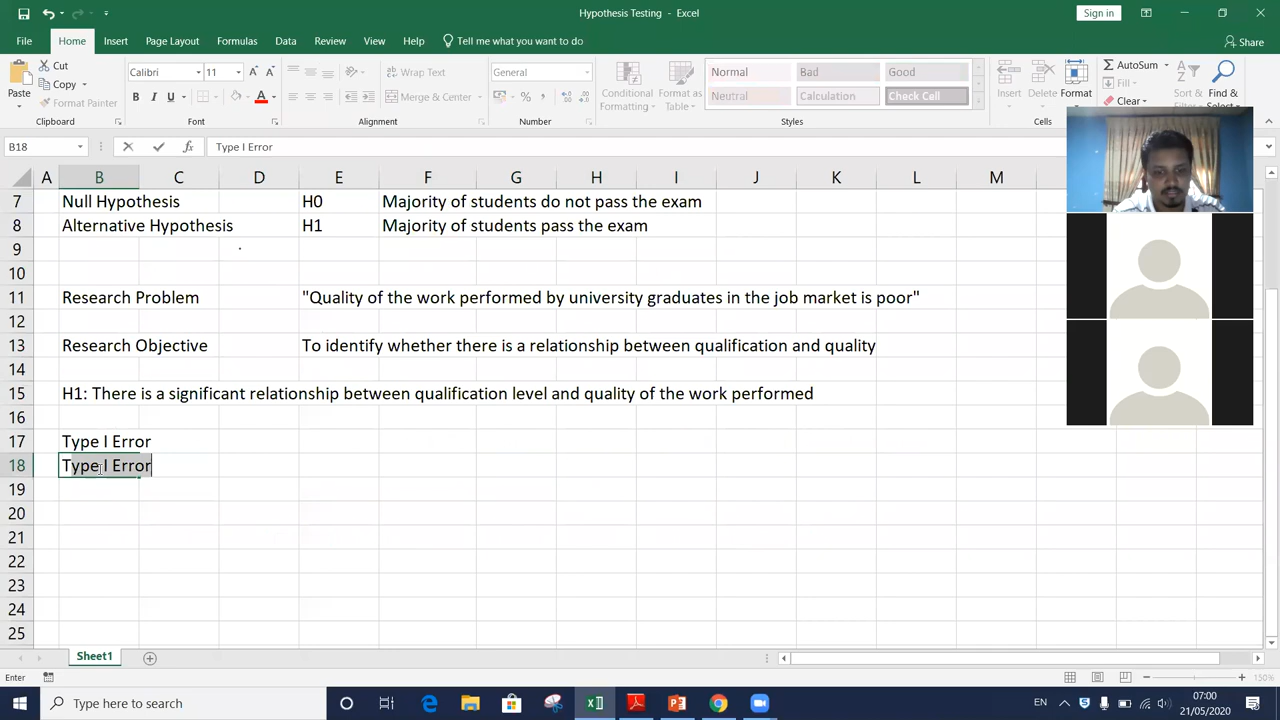 Hypothesis Testing - Excel
Sign in
File Home Insert Page Layout Formulas Data Review View Help Tell me what you want to do
Share
Paste
Cut
Copy
Format Painter
Clipboard
Calibri 11
B I U
Font
Wrap Text
Merge & Center
Alignment
General
Number
Conditional Formatting
Format as Table
Normal Bad Good
Neutral Calculation Check Cell
Styles
Insert Delete Format
Cells
AutoSum
Fill
Clear
Sort &
Find &
B18 Type I Error
A B C D E F G H I J K L M
7 Null Hypothesis H0 Majority of students do not pass the exam
8 Alternative Hypothesis H1 Majority of students pass the exam
9
10
11 Research Problem "Quality of the work performed by university graduates in the job market is poor"
12
13 Research Objective To identify whether there is a relationship between qualification and quality
14
15 H1: There is a significant relationship between qualification level and quality of the work performed
16
17 Type I Error
18 Type I Error
19
20
21
22
23
24
25
Sheet1
Enter
150%
Type here to search
EN
07:00
21/05/2020